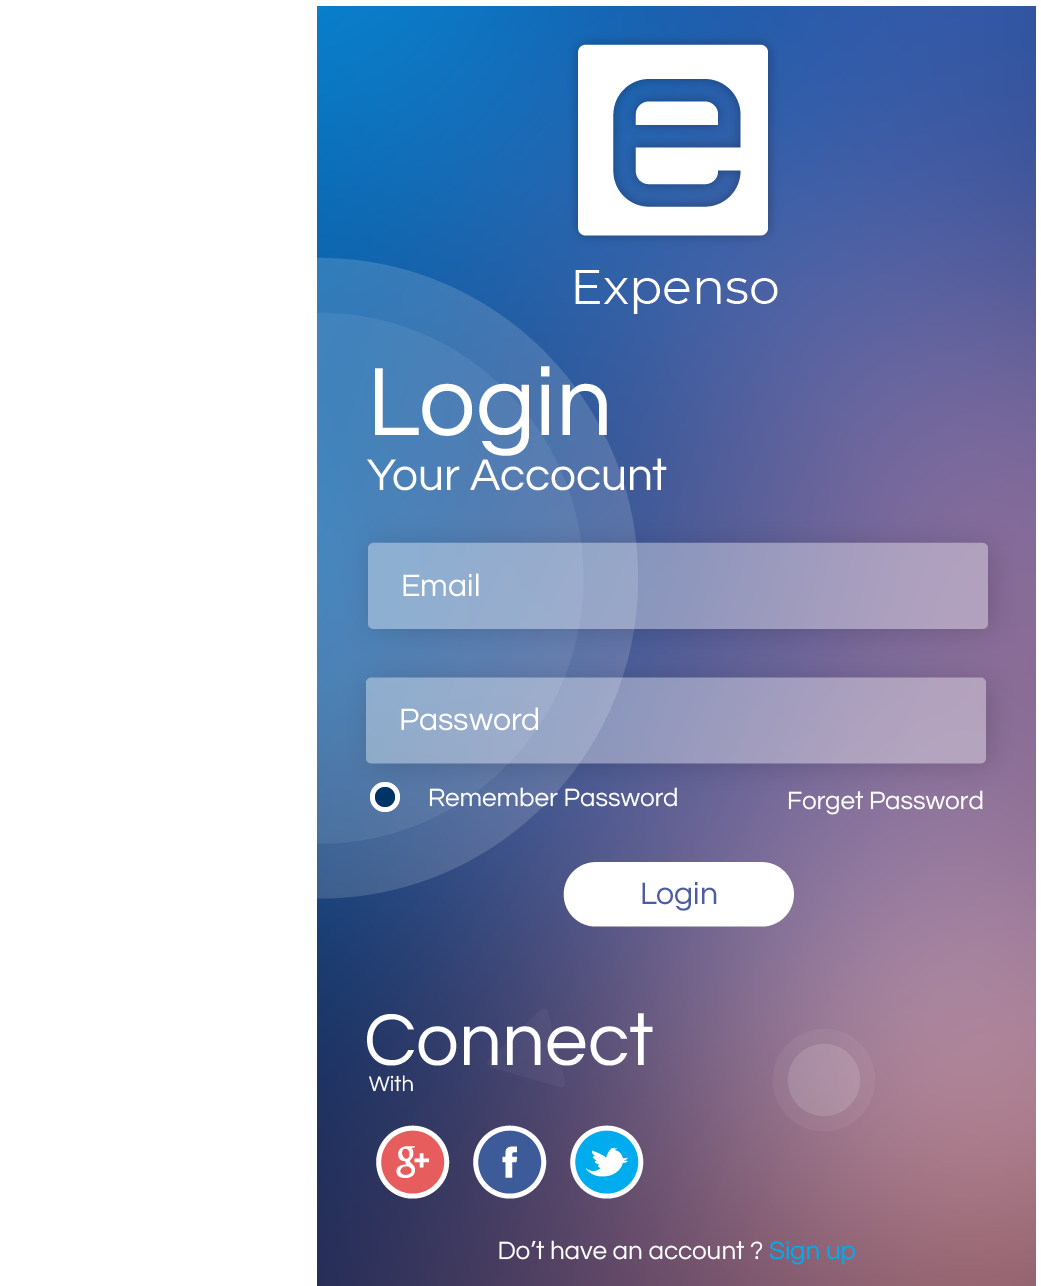 e
Expenso
Login
Your Accocunt
Email
Password
Remember Password
Forget Password
Login
Connect
With
g+
f
Do’t have an account ? Sign up